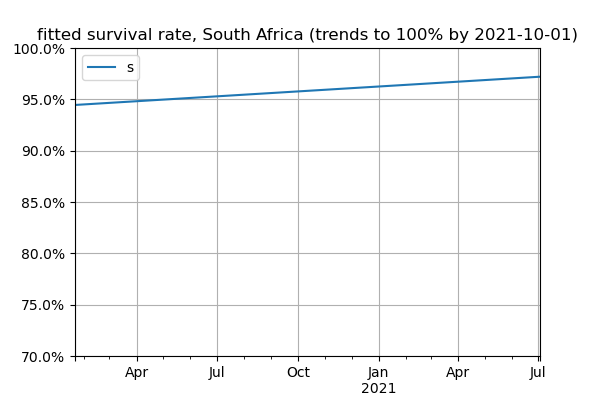 fitted survival rate, South Africa (trends to 100% by 2021-10-01)
100.0%
s
95.0%
90.0%
85.0%
80.0%
75.0%
70.0%
Apr Jul Oct Jan Apr Jul
2021